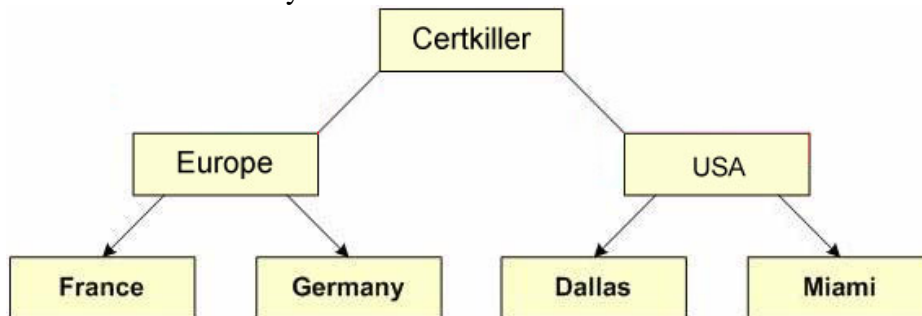 Certkiller
Europe
USA
France
Germany
Dallas
Miami